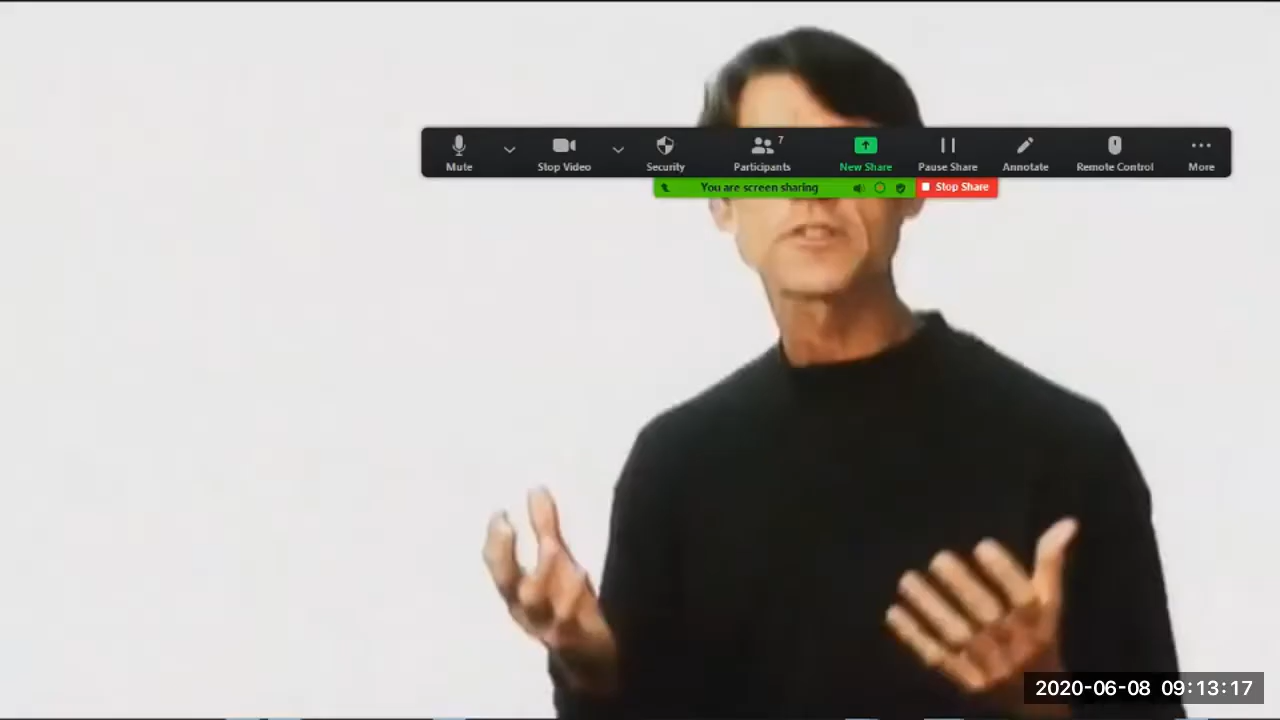 7
Mute Stop Video Security Participants New Share Pause Share Annotate Remote Control More
You are screen sharing Stop Share
2020-06-08 09:13:17